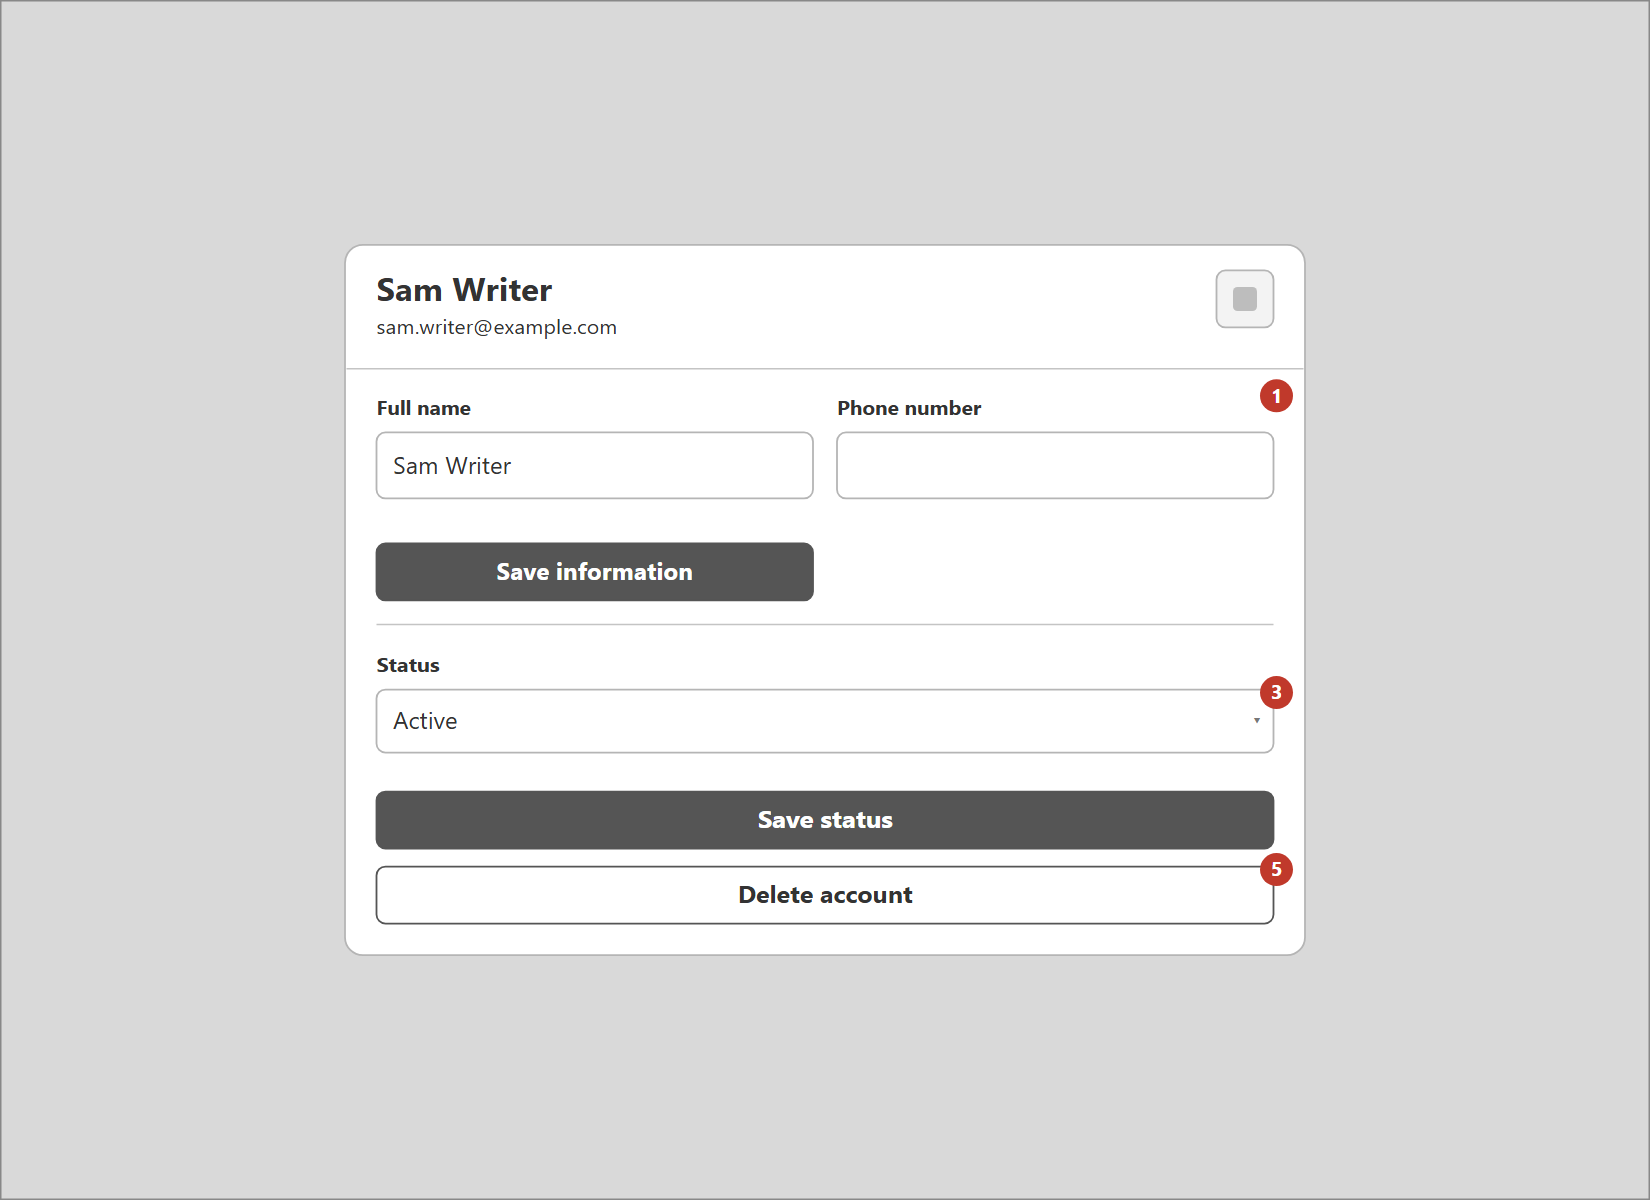 Sam Writer
sam.writer@example.com
1
Full name
Phone number
Sam Writer
Save information
Status
3
Active
Save status
5
Delete account